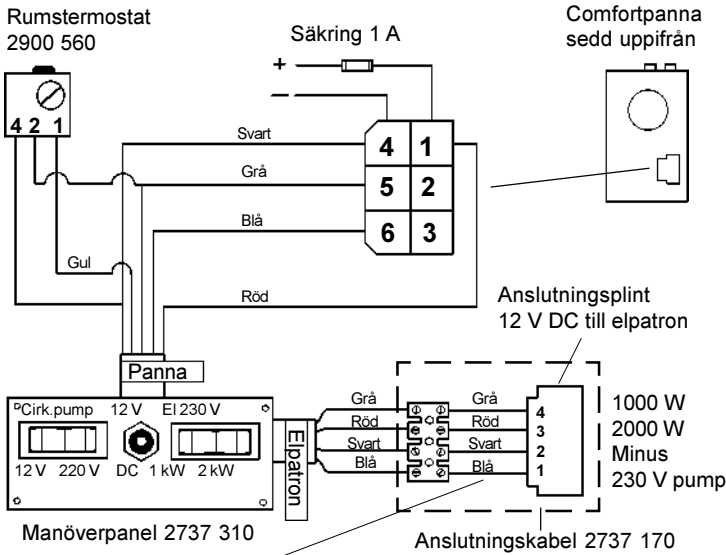 Rumstermostat
2900 560
Säkring 1 A
Comfortpanna
sedd uppifrån
+
–
4 2 1
Svart
4 1
Grå
5 2
Blå
6 3
Gul
Röd
Anslutningsplint
12 V DC till elpatron
Panna
Cirk.pump 12 V El 230 V
12 V 220 V DC 1 kW 2 kW
Elpatron
Grå Grå 4 1000 W
Röd Röd 3 2000 W
Svart Svart 2 Minus
Blå Blå 1 230 V pump
Manöverpanel 2737 310
Anslutningskabel 2737 170